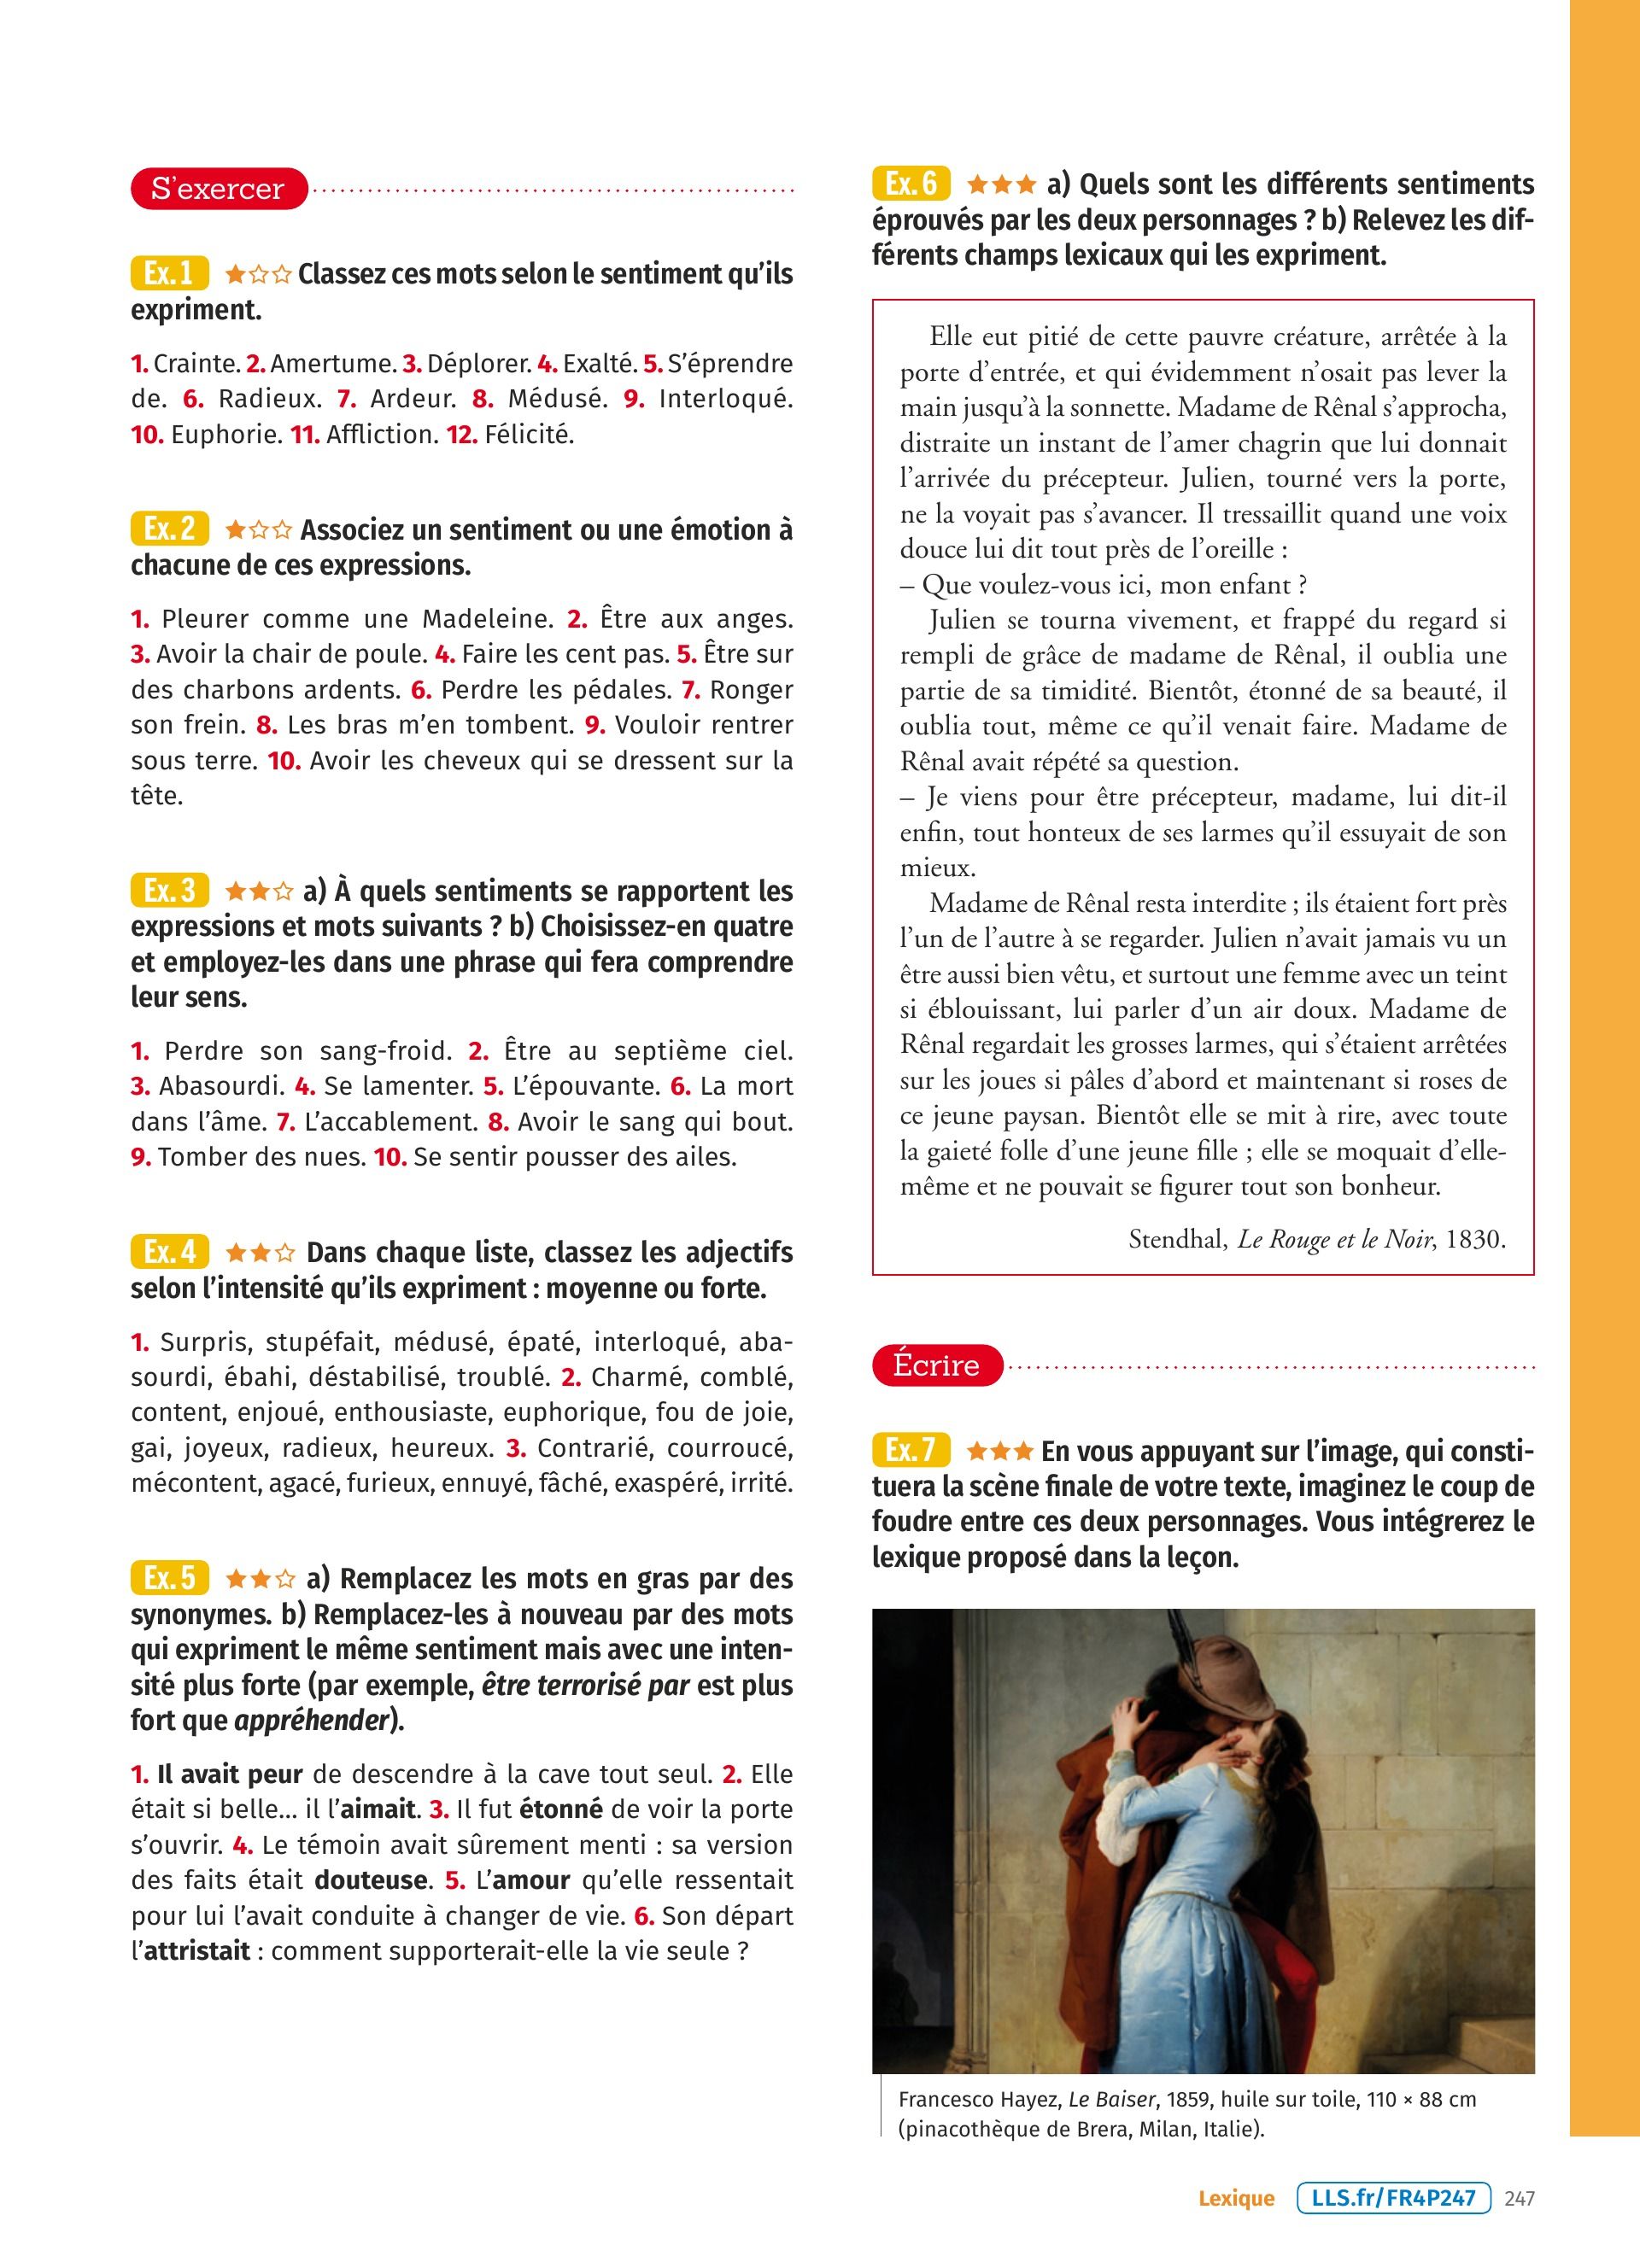 S'exercer
Ex. 1 ★☆☆ Classez ces mots selon le sentiment qu'ils
expriment.
1. Crainte. 2. Amertume. 3. Déplorer. 4. Exalté. 5. S'éprendre
de. 6. Radieux. 7. Ardeur. 8. Médusé. 9. Interloqué.
10. Euphorie. 11. Affliction. 12. Félicité.
Ex. 2 ★☆☆ Associez un sentiment ou une émotion à
chacune de ces expressions.
1. Pleurer comme une Madeleine. 2. Être aux anges.
3. Avoir la chair de poule. 4. Faire les cent pas. 5. Être sur
des charbons ardents. 6. Perdre les pédales. 7. Ronger
son frein. 8. Les bras m'en tombent. 9. Vouloir rentrer
sous terre. 10. Avoir les cheveux qui se dressent sur la
tête.
Ex. 3 ★★☆ a) À quels sentiments se rapportent les
expressions et mots suivants ? b) Choisissez-en quatre
et employez-les dans une phrase qui fera comprendre
leur sens.
1. Perdre son sang-froid. 2. Être au septième ciel.
3. Abasourdi. 4. Se lamenter. 5. L'épouvante. 6. La mort
dans l'âme. 7. L'accablement. 8. Avoir le sang qui bout.
9. Tomber des nues. 10. Se sentir pousser des ailes.
Ex. 4 ★★☆ Dans chaque liste, classez les adjectifs
selon l'intensité qu'ils expriment : moyenne ou forte.
1. Surpris, stupéfait, médusé, épaté, interloqué, aba-
sourdi, ébahi, déstabilisé, troublé. 2. Charmé, comblé,
content, enjoué, enthousiaste, euphorique, fou de joie,
gai, joyeux, radieux, heureux. 3. Contrarié, courroucé,
mécontent, agacé, furieux, ennuyé, fâché, exaspéré, irrité.
Ex. 5 ★★☆ a) Remplacez les mots en gras par des
synonymes. b) Remplacez-les à nouveau par des mots
qui expriment le même sentiment mais avec une inten-
sité plus forte (par exemple, être terrorisé par est plus
fort que appréhender).
1. Il avait peur de descendre à la cave tout seul. 2. Elle
était si belle... il l'aimait. 3. Il fut étonné de voir la porte
s'ouvrir. 4. Le témoin avait sûrement menti : sa version
des faits était douteuse. 5. L'amour qu'elle ressentait
pour lui l'avait conduite à changer de vie. 6. Son départ
l'attristait : comment supporterait-elle la vie seule ?
Ex. 6 ★★★ a) Quels sont les différents sentiments
éprouvés par les deux personnages ? b) Relevez les dif-
férents champs lexicaux qui les expriment.
Elle eut pitié de cette pauvre créature, arrêtée à la
porte d'entrée, et qui évidemment n'osait pas lever la
main jusqu'à la sonnette. Madame de Rênal s'approcha,
distraite un instant de l'amer chagrin que lui donnait
l'arrivée du précepteur. Julien, tourné vers la porte,
ne la voyait pas s'avancer. Il tressaillit quand une voix
douce lui dit tout près de l'oreille :
– Que voulez-vous ici, mon enfant ?
Julien se tourna vivement, et frappé du regard si
rempli de grâce de madame de Rênal, il oublia une
partie de sa timidité. Bientôt, étonné de sa beauté, il
oublia tout, même ce qu'il venait faire. Madame de
Rênal avait répété sa question.
– Je viens pour être précepteur, madame, lui dit-il
enfin, tout honteux de ses larmes qu'il essuyait de son
mieux.
Madame de Rênal resta interdite ; ils étaient fort près
l'un de l'autre à se regarder. Julien n'avait jamais vu un
être aussi bien vêtu, et surtout une femme avec un teint
si éblouissant, lui parler d'un air doux. Madame de
Rênal regardait les grosses larmes, qui s'étaient arrêtées
sur les joues si pâles d'abord et maintenant si roses de
ce jeune paysan. Bientôt elle se mit à rire, avec toute
la gaieté folle d'une jeune fille ; elle se moquait d'elle-
même et ne pouvait se figurer tout son bonheur.
Stendhal, Le Rouge et le Noir, 1830.
Écrire
Ex. 7 ★★★ En vous appuyant sur l'image, qui consti-
tuera la scène finale de votre texte, imaginez le coup de
foudre entre ces deux personnages. Vous intégrerez le
lexique proposé dans la leçon.
Francesco Hayez, Le Baiser, 1859, huile sur toile, 110 × 88 cm
(pinacothèque de Brera, Milan, Italie).
Lexique LLS.fr/FR4P247 247